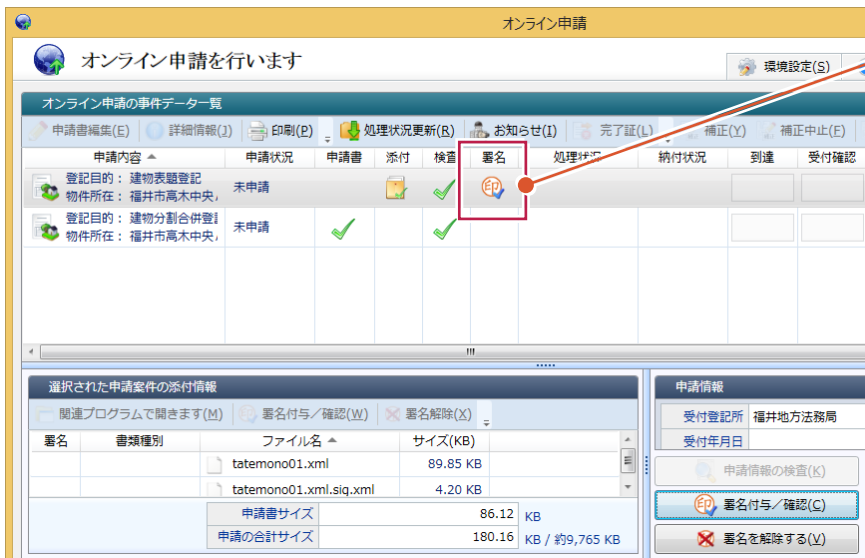 オンライン申請
オンライン申請を行います
環境設定(S)
オンライン申請の事件データ一覧
申請書編集(E) 詳細情報(J) 印刷(P) 処理状況更新(R) お知らせ(I) 完了証(L) 補正(Y) 補正中止(F)
申請内容 申請状況 申請書 添付 検査 署名 処理状況 納付状況 到達 受付確認
登記目的： 建物表題登記
物件所在： 福井市高木中央， 未申請
印
登記目的： 建物分割合併登
物件所在： 福井市高木中央， 未申請
選択された申請案件の添付情報
関連プログラムで開きます(M) 署名付与／確認(W) 署名解除(X)
署名 書類種別 ファイル名 サイズ(KB)
tatemono01.xml 89.85 KB
tatemono01.xml.sig.xml 4.20 KB
申請書サイズ 86.12 KB
申請の合計サイズ 180.16 KB / 約9,765 KB
申請情報
受付登記所 福井地方法務局
受付年月日
申請情報の検査(K)
印 署名付与／確認(C)
署名を解除する(V)